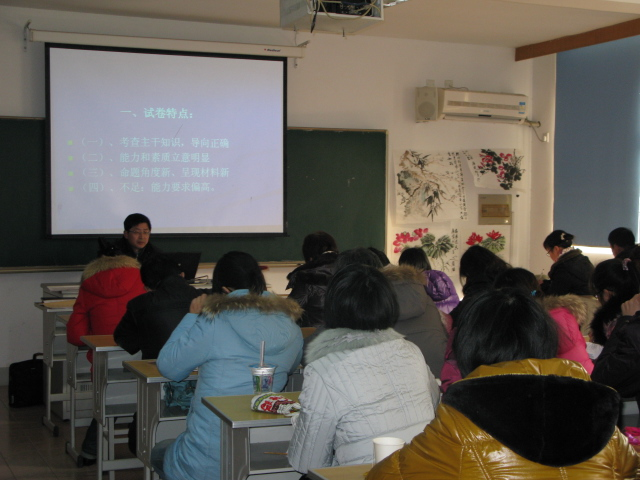 一、试卷特点：
（一）、考查主干知识，导向正确
（二）、能力和素质立意明显
（三）、命题角度新、呈现材料新
（四）、不足：能力要求偏高。